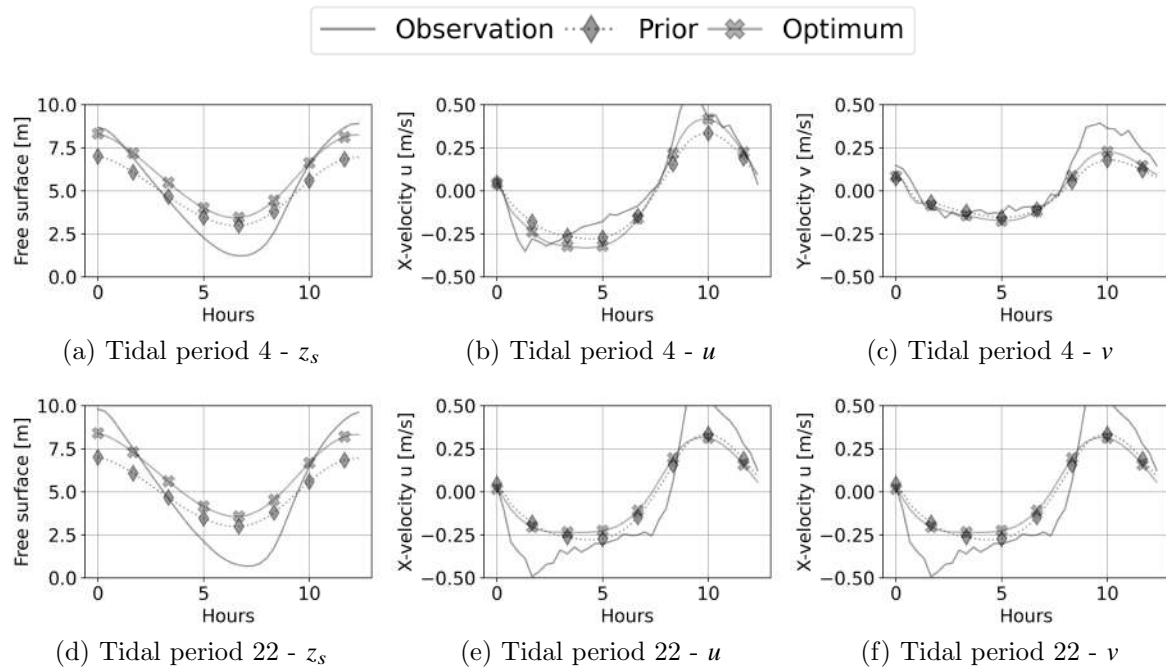 Observation Prior Optimum
Free surface [m]
10.0
7.5
5.0
2.5
0.0
0 5 10
Hours
(a) Tidal period 4 - z_s
X-velocity u [m/s]
0.50
0.25
0.00
−0.25
−0.50
0 5 10
Hours
(b) Tidal period 4 - u
Y-velocity v [m/s]
0.50
0.25
0.00
−0.25
−0.50
0 5 10
Hours
(c) Tidal period 4 - v
Free surface [m]
10.0
7.5
5.0
2.5
0.0
0 5 10
Hours
(d) Tidal period 22 - z_s
X-velocity u [m/s]
0.50
0.25
0.00
−0.25
−0.50
0 5 10
Hours
(e) Tidal period 22 - u
X-velocity u [m/s]
0.50
0.25
0.00
−0.25
−0.50
0 5 10
Hours
(f) Tidal period 22 - v